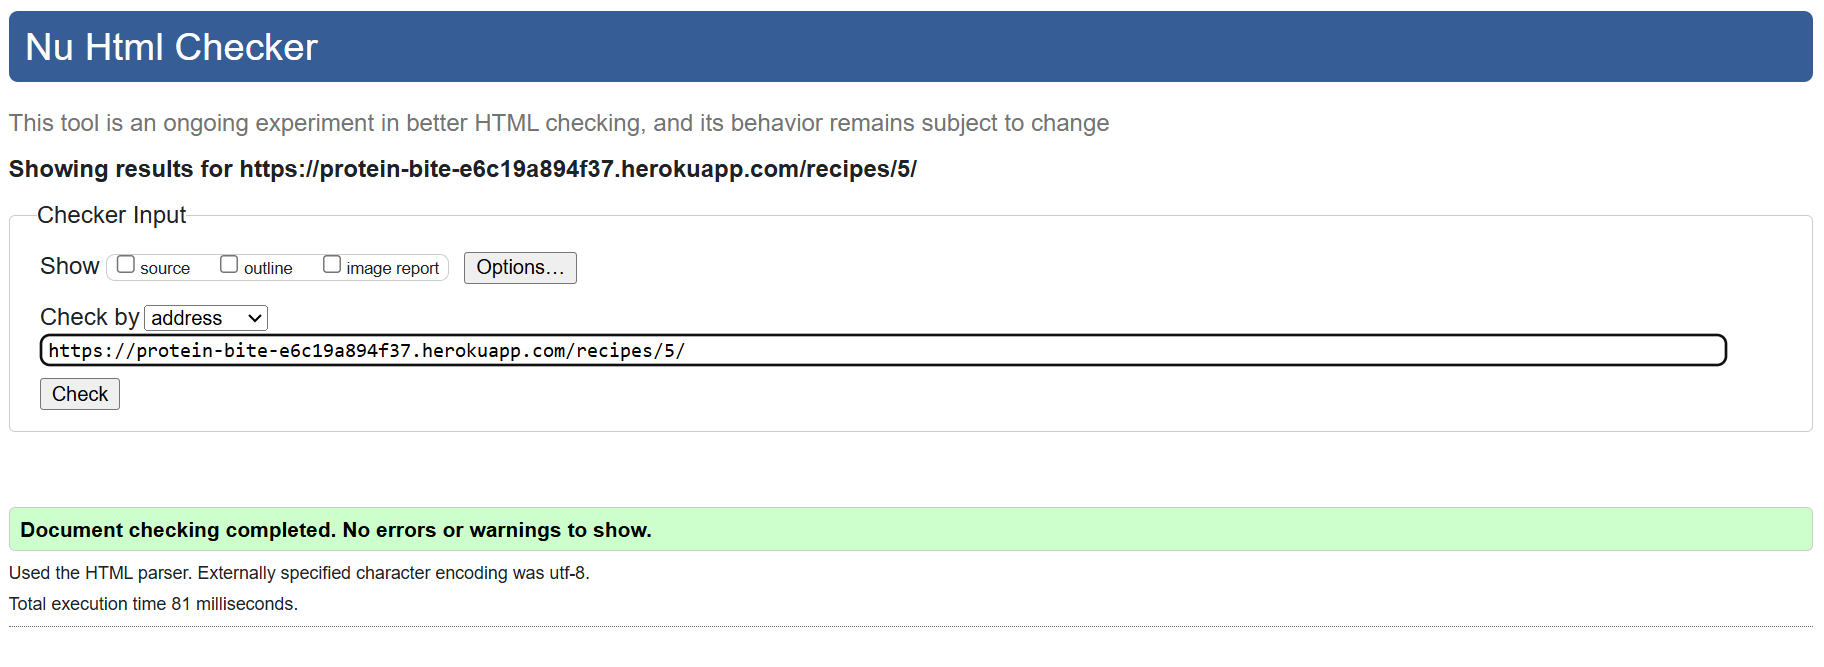 Nu Html Checker
This tool is an ongoing experiment in better HTML checking, and its behavior remains subject to change
Showing results for https://protein-bite-e6c19a894f37.herokuapp.com/recipes/5/
Checker Input
Show source outline image report Options…
Check by address
https://protein-bite-e6c19a894f37.herokuapp.com/recipes/5/
Check
Document checking completed. No errors or warnings to show.
Used the HTML parser. Externally specified character encoding was utf-8.
Total execution time 81 milliseconds.